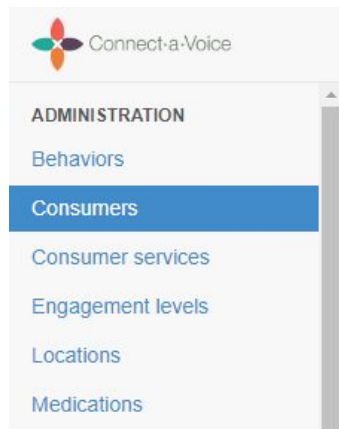 Connect·a·Voice
ADMINISTRATION
Behaviors
Consumers
Consumer services
Engagement levels
Locations
Medications